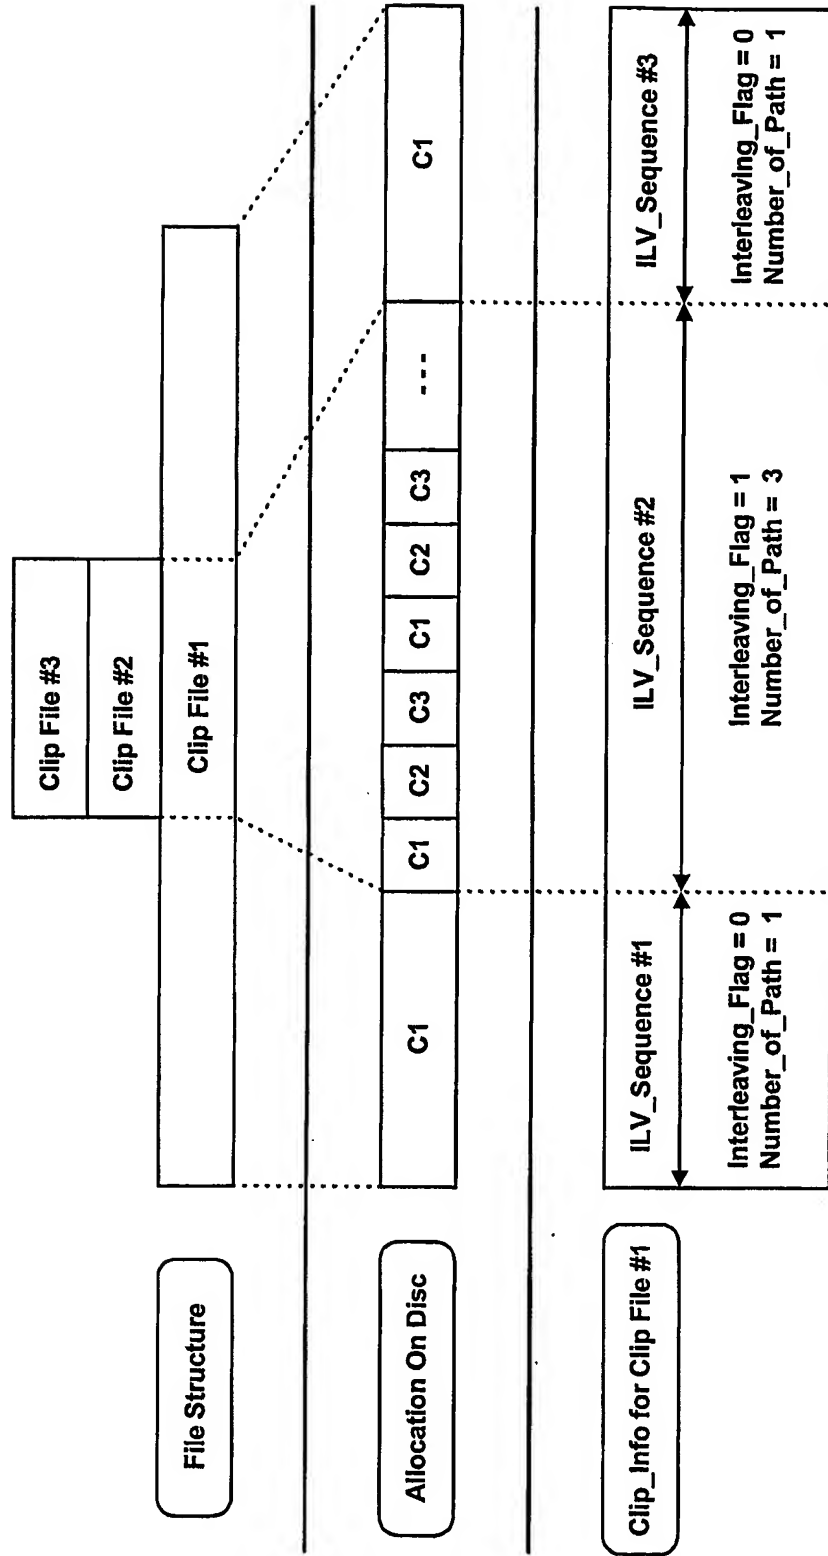 File Structure
Clip File #3
Clip File #2
Clip File #1
Allocation On Disc
C1
C1
C2
C3
C1
C2
C3
---
C1
Clip_Info for Clip File #1
ILV_Sequence #1
Interleaving_Flag = 0
Number_of_Path = 1
ILV_Sequence #2
Interleaving_Flag = 1
Number_of_Path = 3
ILV_Sequence #3
Interleaving_Flag = 0
Number_of_Path = 1